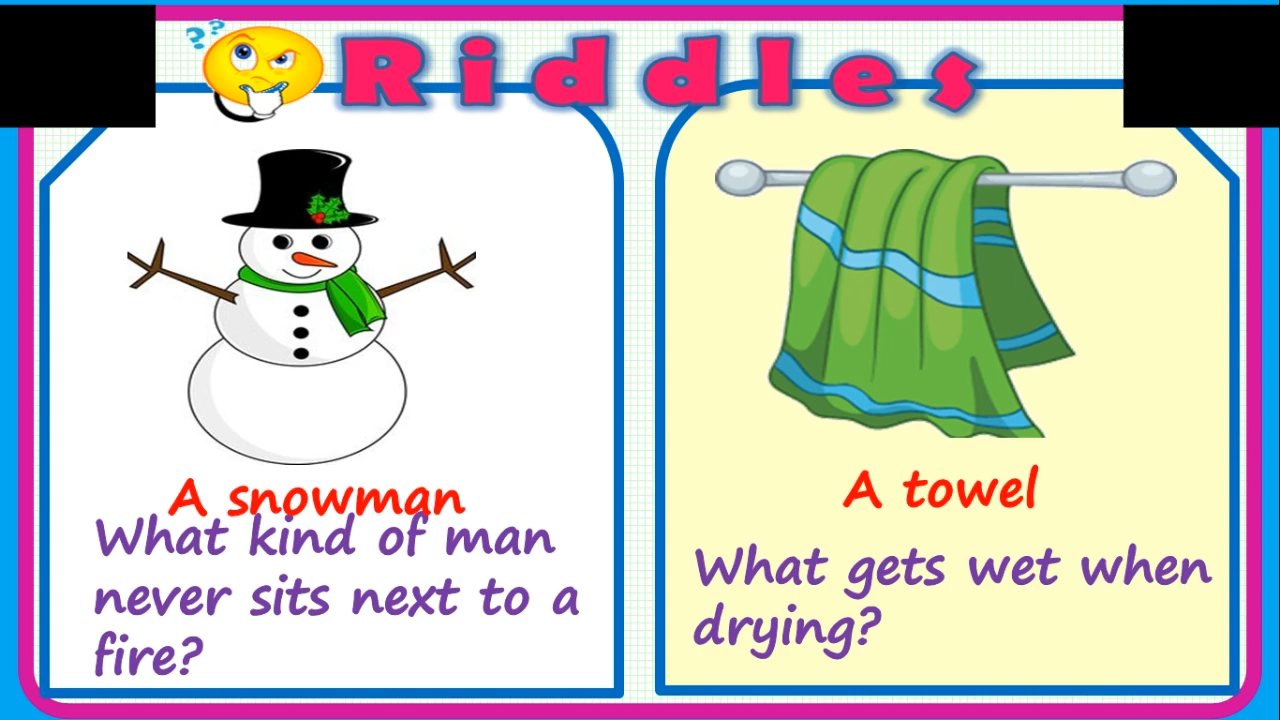 Riddles
A snowman
What kind of man
never sits next to a
fire?
A towel
What gets wet when
drying?